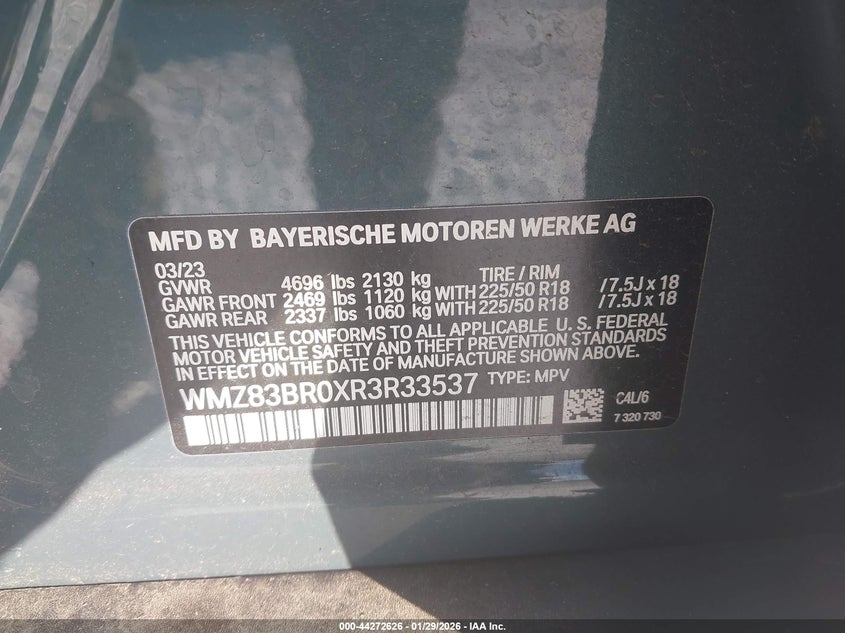 MFD BY BAYERISCHE MOTOREN WERKE AG
03/23 TIRE / RIM
GVWR 4696 lbs 2130 kg
GAWR FRONT 2469 lbs 1120 kg WITH 225/50 R18 /7.5J x 18
GAWR REAR 2337 lbs 1060 kg WITH 225/50 R18 /7.5J x 18
THIS VEHICLE CONFORMS TO ALL APPLICABLE U. S. FEDERAL
MOTOR VEHICLE SAFETY AND THEFT PREVENTION STANDARDS
IN EFFECT ON THE DATE OF MANUFACTURE SHOWN ABOVE.
WMZ83BR0XR3R33537 TYPE: MPV
C4L/6
7 320 730
000-44272626 - 01/29/2026 - IAA Inc.